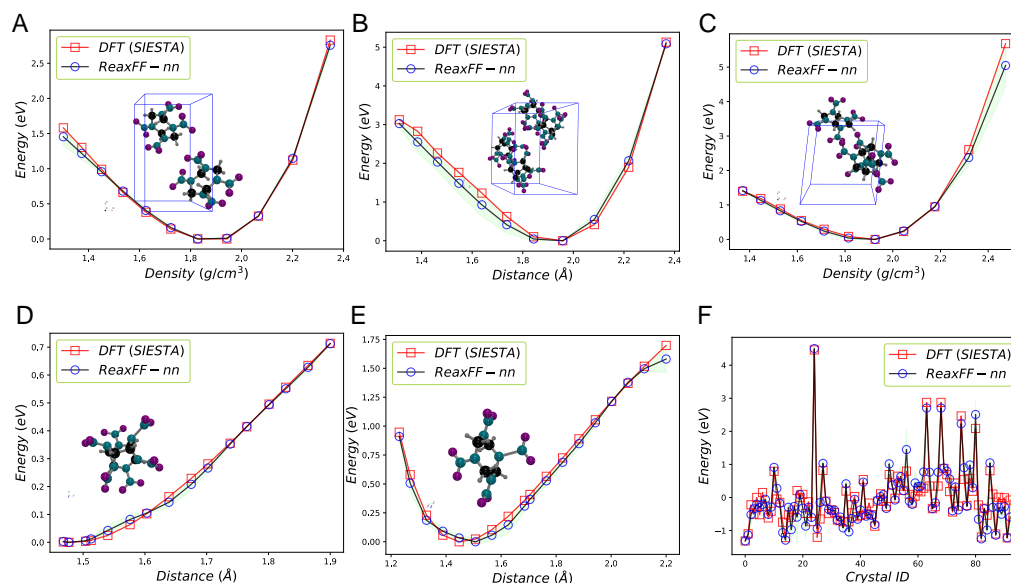 A
DFT (SIESTA)
ReaxFF − nn
Energy (eV)
2.5
2.0
1.5
1.0
0.5
0.0
1,4 1,6 1,8 2,0 2,2 2,4
Density (g/cm³)
B
DFT (SIESTA)
ReaxFF − nn
Energy (eV)
5
4
3
2
1
0
1,4 1,6 1,8 2,0 2,2 2,4
Distance (Å)
C
DFT (SIESTA)
ReaxFF − nn
Energy (eV)
6
5
4
3
2
1
0
1,4 1,6 1,8 2,0 2,2 2,4
Density (g/cm³)
D
DFT (SIESTA)
ReaxFF − nn
Energy (eV)
0,7
0,6
0,5
0,4
0,3
0,2
0,1
0,0
1,5 1,6 1,7 1,8 1,9
Distance (Å)
E
DFT (SIESTA)
ReaxFF − nn
Energy (eV)
1.75
1.50
1.25
1.00
0.75
0.50
0.25
0.00
1.2 1.4 1.6 1.8 2.0 2.2
Distance (Å)
F
DFT (SIESTA)
ReaxFF − nn
Energy (eV)
4
3
2
1
0
−1
0 20 40 60 80
Crystal ID